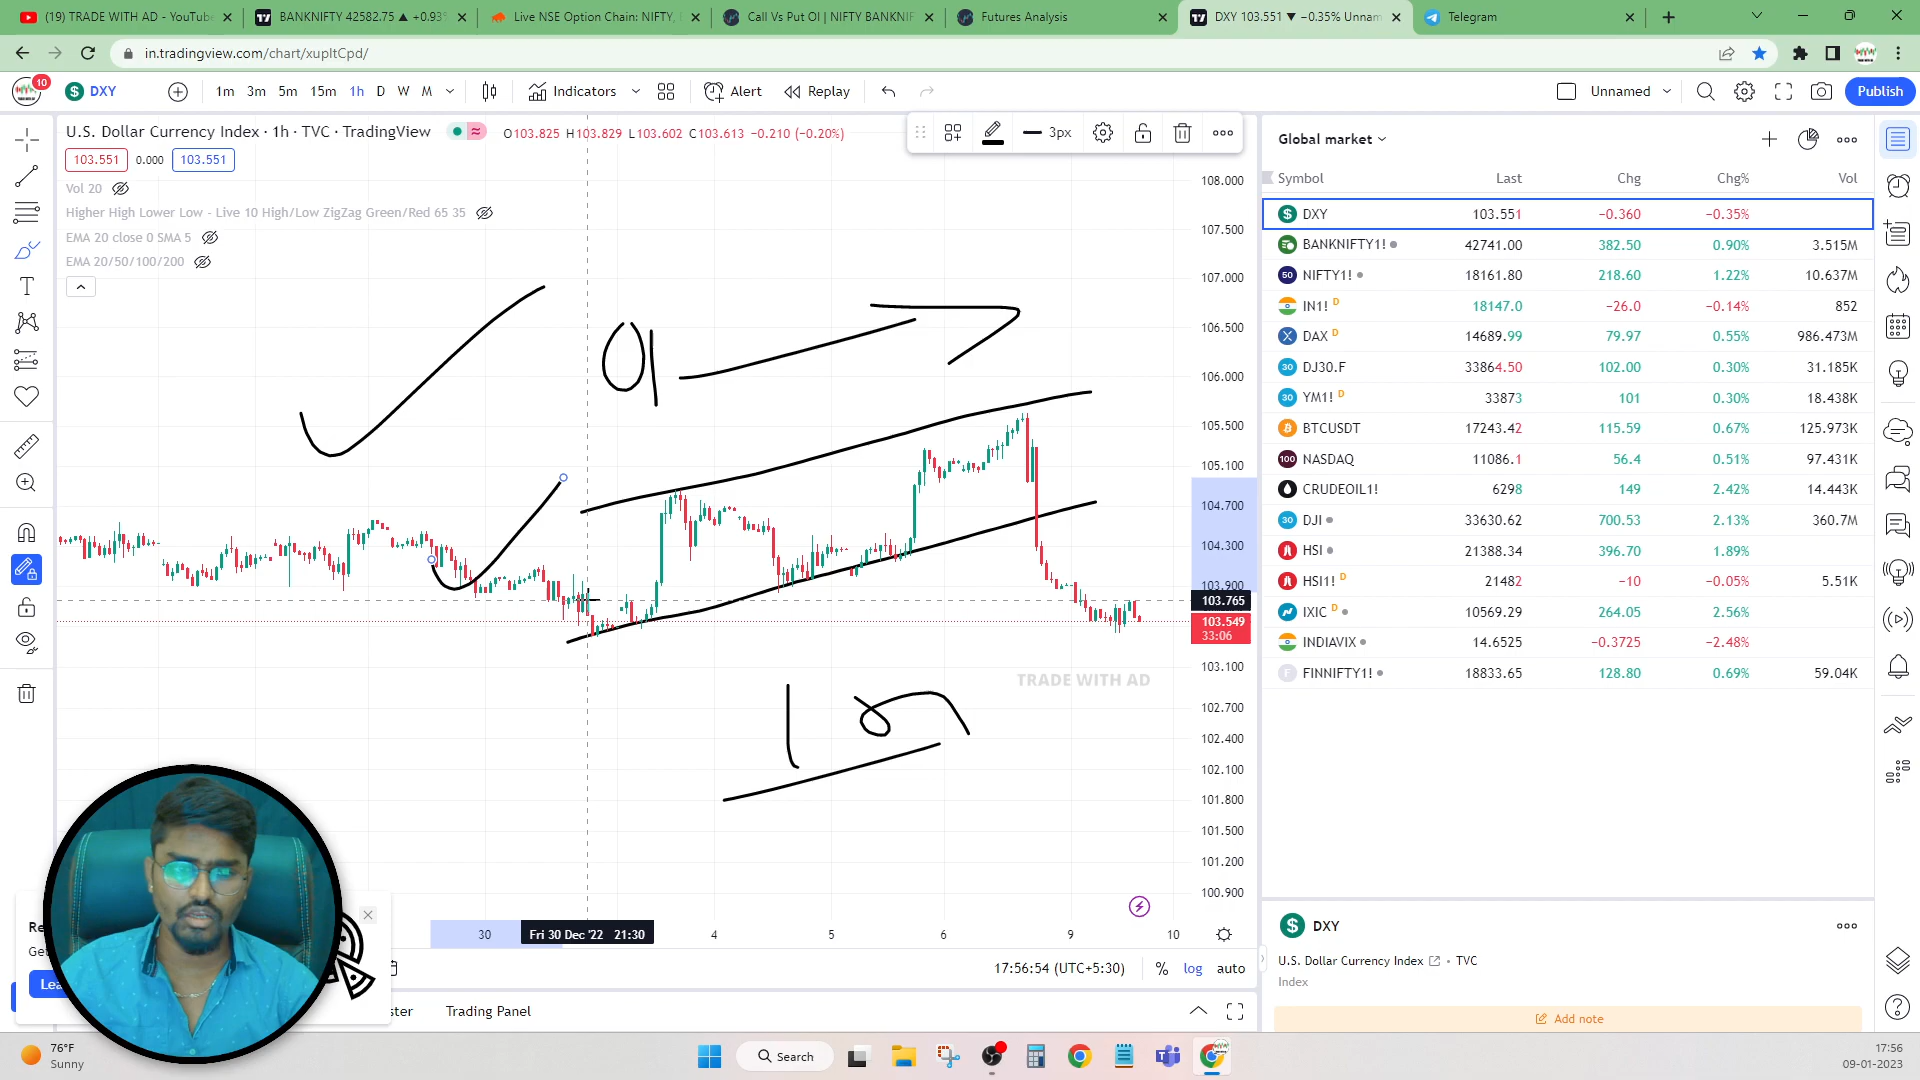 (19) TRADE WITH AD - YouTube
BANKNIFTY 42582.75 ▲ +0.93%
Live NSE Option Chain: NIFTY,
Call Vs Put OI | NIFTY BANKNIF
Futures Analysis
DXY 103.551 ▼ −0.35% Unnam
Telegram
in.tradingview.com/chart/xupltCpd/
10
DXY
1m 3m 5m 15m 1h D W M
Indicators
Alert
Replay
Unnamed
Publish
U.S. Dollar Currency Index · 1h · TVC · TradingView
O103.825 H103.829 L103.602 C103.613 −0.210 (−0.20%)
3px
103.551 0.000 103.551
Vol 20
Higher High Lower Low - Live 10 High/Low ZigZag Green/Red 65 35
EMA 20 close 0 SMA 5
EMA 20/50/100/200
108.000
107.500
107.000
106.500
106.000
105.500
105.100
104.700
104.300
103.900
103.765
103.549
33:06
103.100
102.700
102.400
102.100
101.800
101.500
101.200
100.900
TRADE WITH AD
30 Fri 30 Dec '22 21:30 4 5 6 9 10
17:56:54 (UTC+5:30) % log auto
Trading Panel
Global market
Symbol Last Chg Chg% Vol
DXY 103.551 −0.360 −0.35%
BANKNIFTY1! 42741.00 382.50 0.90% 3.515M
NIFTY1! 18161.80 218.60 1.22% 10.637M
IN1! D 18147.0 −26.0 −0.14% 852
DAX D 14689.99 79.97 0.55% 986.473M
DJ30.F 33864.50 102.00 0.30% 31.185K
YM1! D 33873 101 0.30% 18.438K
BTCUSDT 17243.42 115.59 0.67% 125.973K
NASDAQ 11086.1 56.4 0.51% 97.431K
CRUDEOIL1! 6298 149 2.42% 14.443K
DJI 33630.62 700.53 2.13% 360.7M
HSI 21388.34 396.70 1.89%
HSI1! D 21482 −10 −0.05% 5.51K
IXIC D 10569.29 264.05 2.56%
INDIAVIX 14.6525 −0.3725 −2.48%
FINNIFTY1! 18833.65 128.80 0.69% 59.04K
DXY
U.S. Dollar Currency Index · TVC
Index
Add note
76°F
Sunny
Search
17:56
09-01-2023